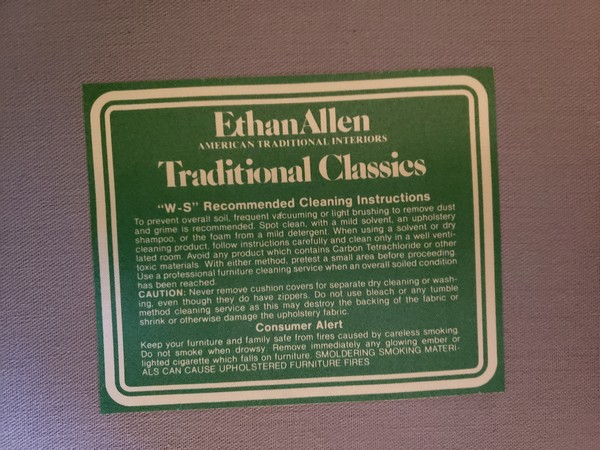 Ethan Allen
AMERICAN TRADITIONAL INTERIORS
Traditional Classics
"W-S" Recommended Cleaning Instructions
To prevent overall soil, frequent vacuuming or light brushing to remove dust
and grime is recommended. Spot clean, with a mild solvent, an upholstery
shampoo, or the foam from a mild detergent. When using a solvent or dry
cleaning product, follow instructions carefully and clean only in a well venti-
lated room. Avoid any product which contains Carbon Tetrachloride or other
toxic materials. With either method, pretest a small area before proceeding.
Use a professional furniture cleaning service when an overall soiled condition
has been reached.
CAUTION: Never remove cushion covers for separate dry cleaning or wash-
ing, even though they do have zippers. Do not use bleach or any tumble
method cleaning service as this may destroy the backing of the fabric or
shrink or otherwise damage the upholstery fabric.
Consumer Alert
Keep your furniture and family safe from fires caused by careless smoking.
Do not smoke when drowsy. Remove immediately any glowing ember or
lighted cigarette which falls on furniture. SMOLDERING SMOKING MATERI-
ALS CAN CAUSE UPHOLSTERED FURNITURE FIRES